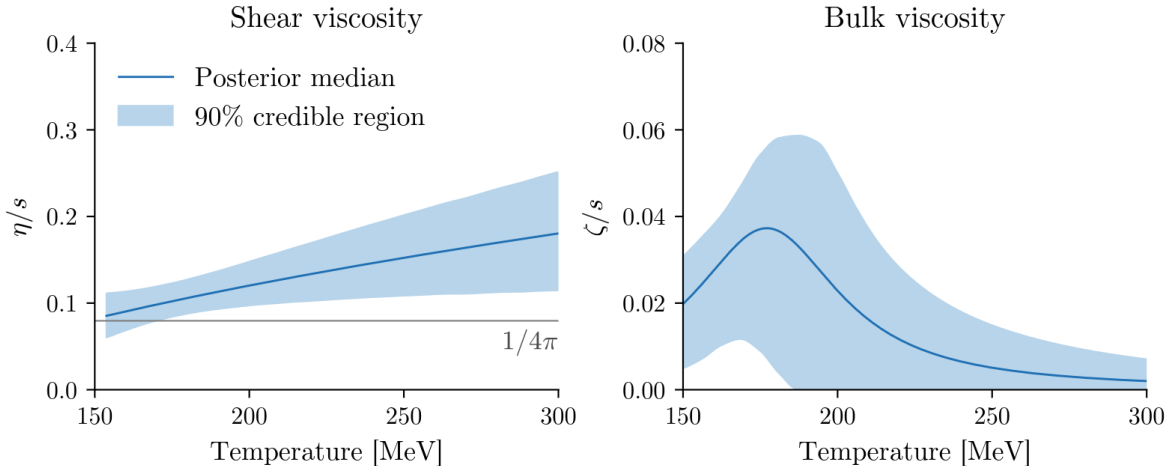 Shear viscosity
0.4
0.3
0.2
0.1
0.0
η/s
Posterior median
90% credible region
1/4π
150
200
250
300
Temperature [MeV]
Bulk viscosity
0.08
0.06
0.04
0.02
0.00
ζ/s
150
200
250
300
Temperature [MeV]